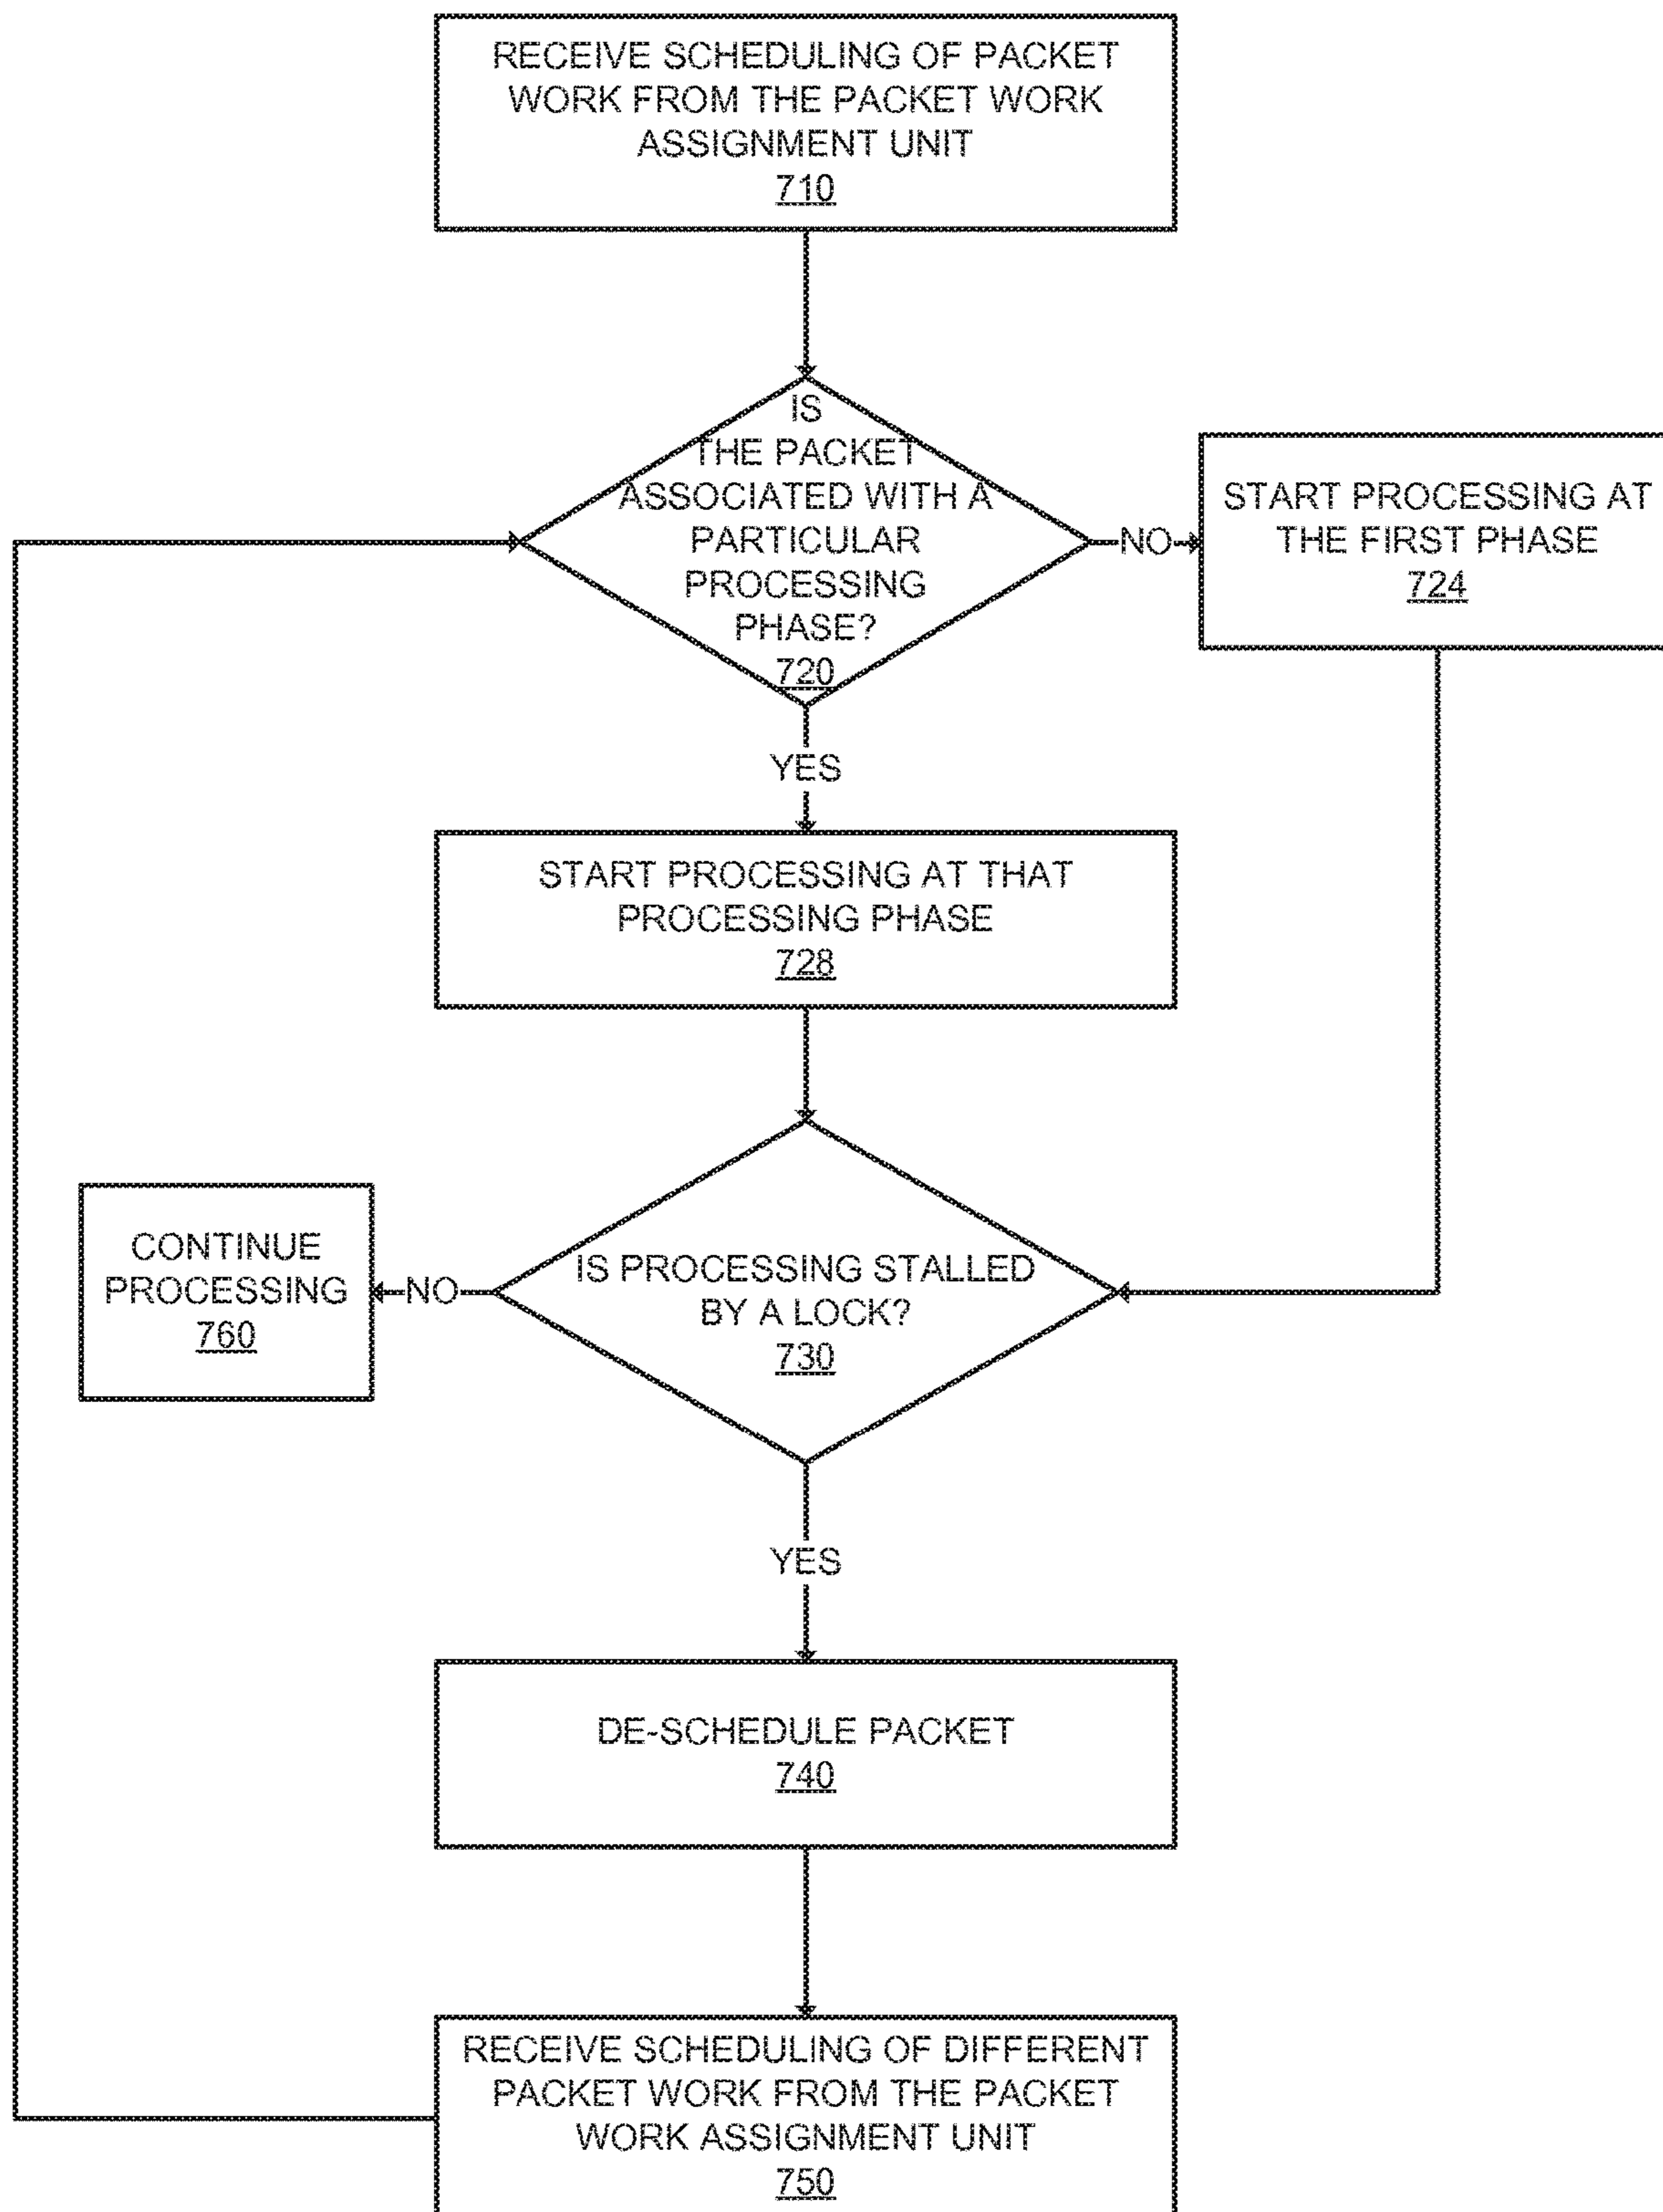 RECEIVE SCHEDULING OF PACKET
WORK FROM THE PACKET WORK
ASSIGNMENT UNIT
710
IS
THE PACKET
ASSOCIATED WITH A
PARTICULAR
PROCESSING
PHASE?
720
NO
START PROCESSING AT
THE FIRST PHASE
724
YES
START PROCESSING AT THAT
PROCESSING PHASE
728
IS PROCESSING STALLED
BY A LOCK?
730
NO
CONTINUE
PROCESSING
760
YES
DE-SCHEDULE PACKET
740
RECEIVE SCHEDULING OF DIFFERENT
PACKET WORK FROM THE PACKET
WORK ASSIGNMENT UNIT
750